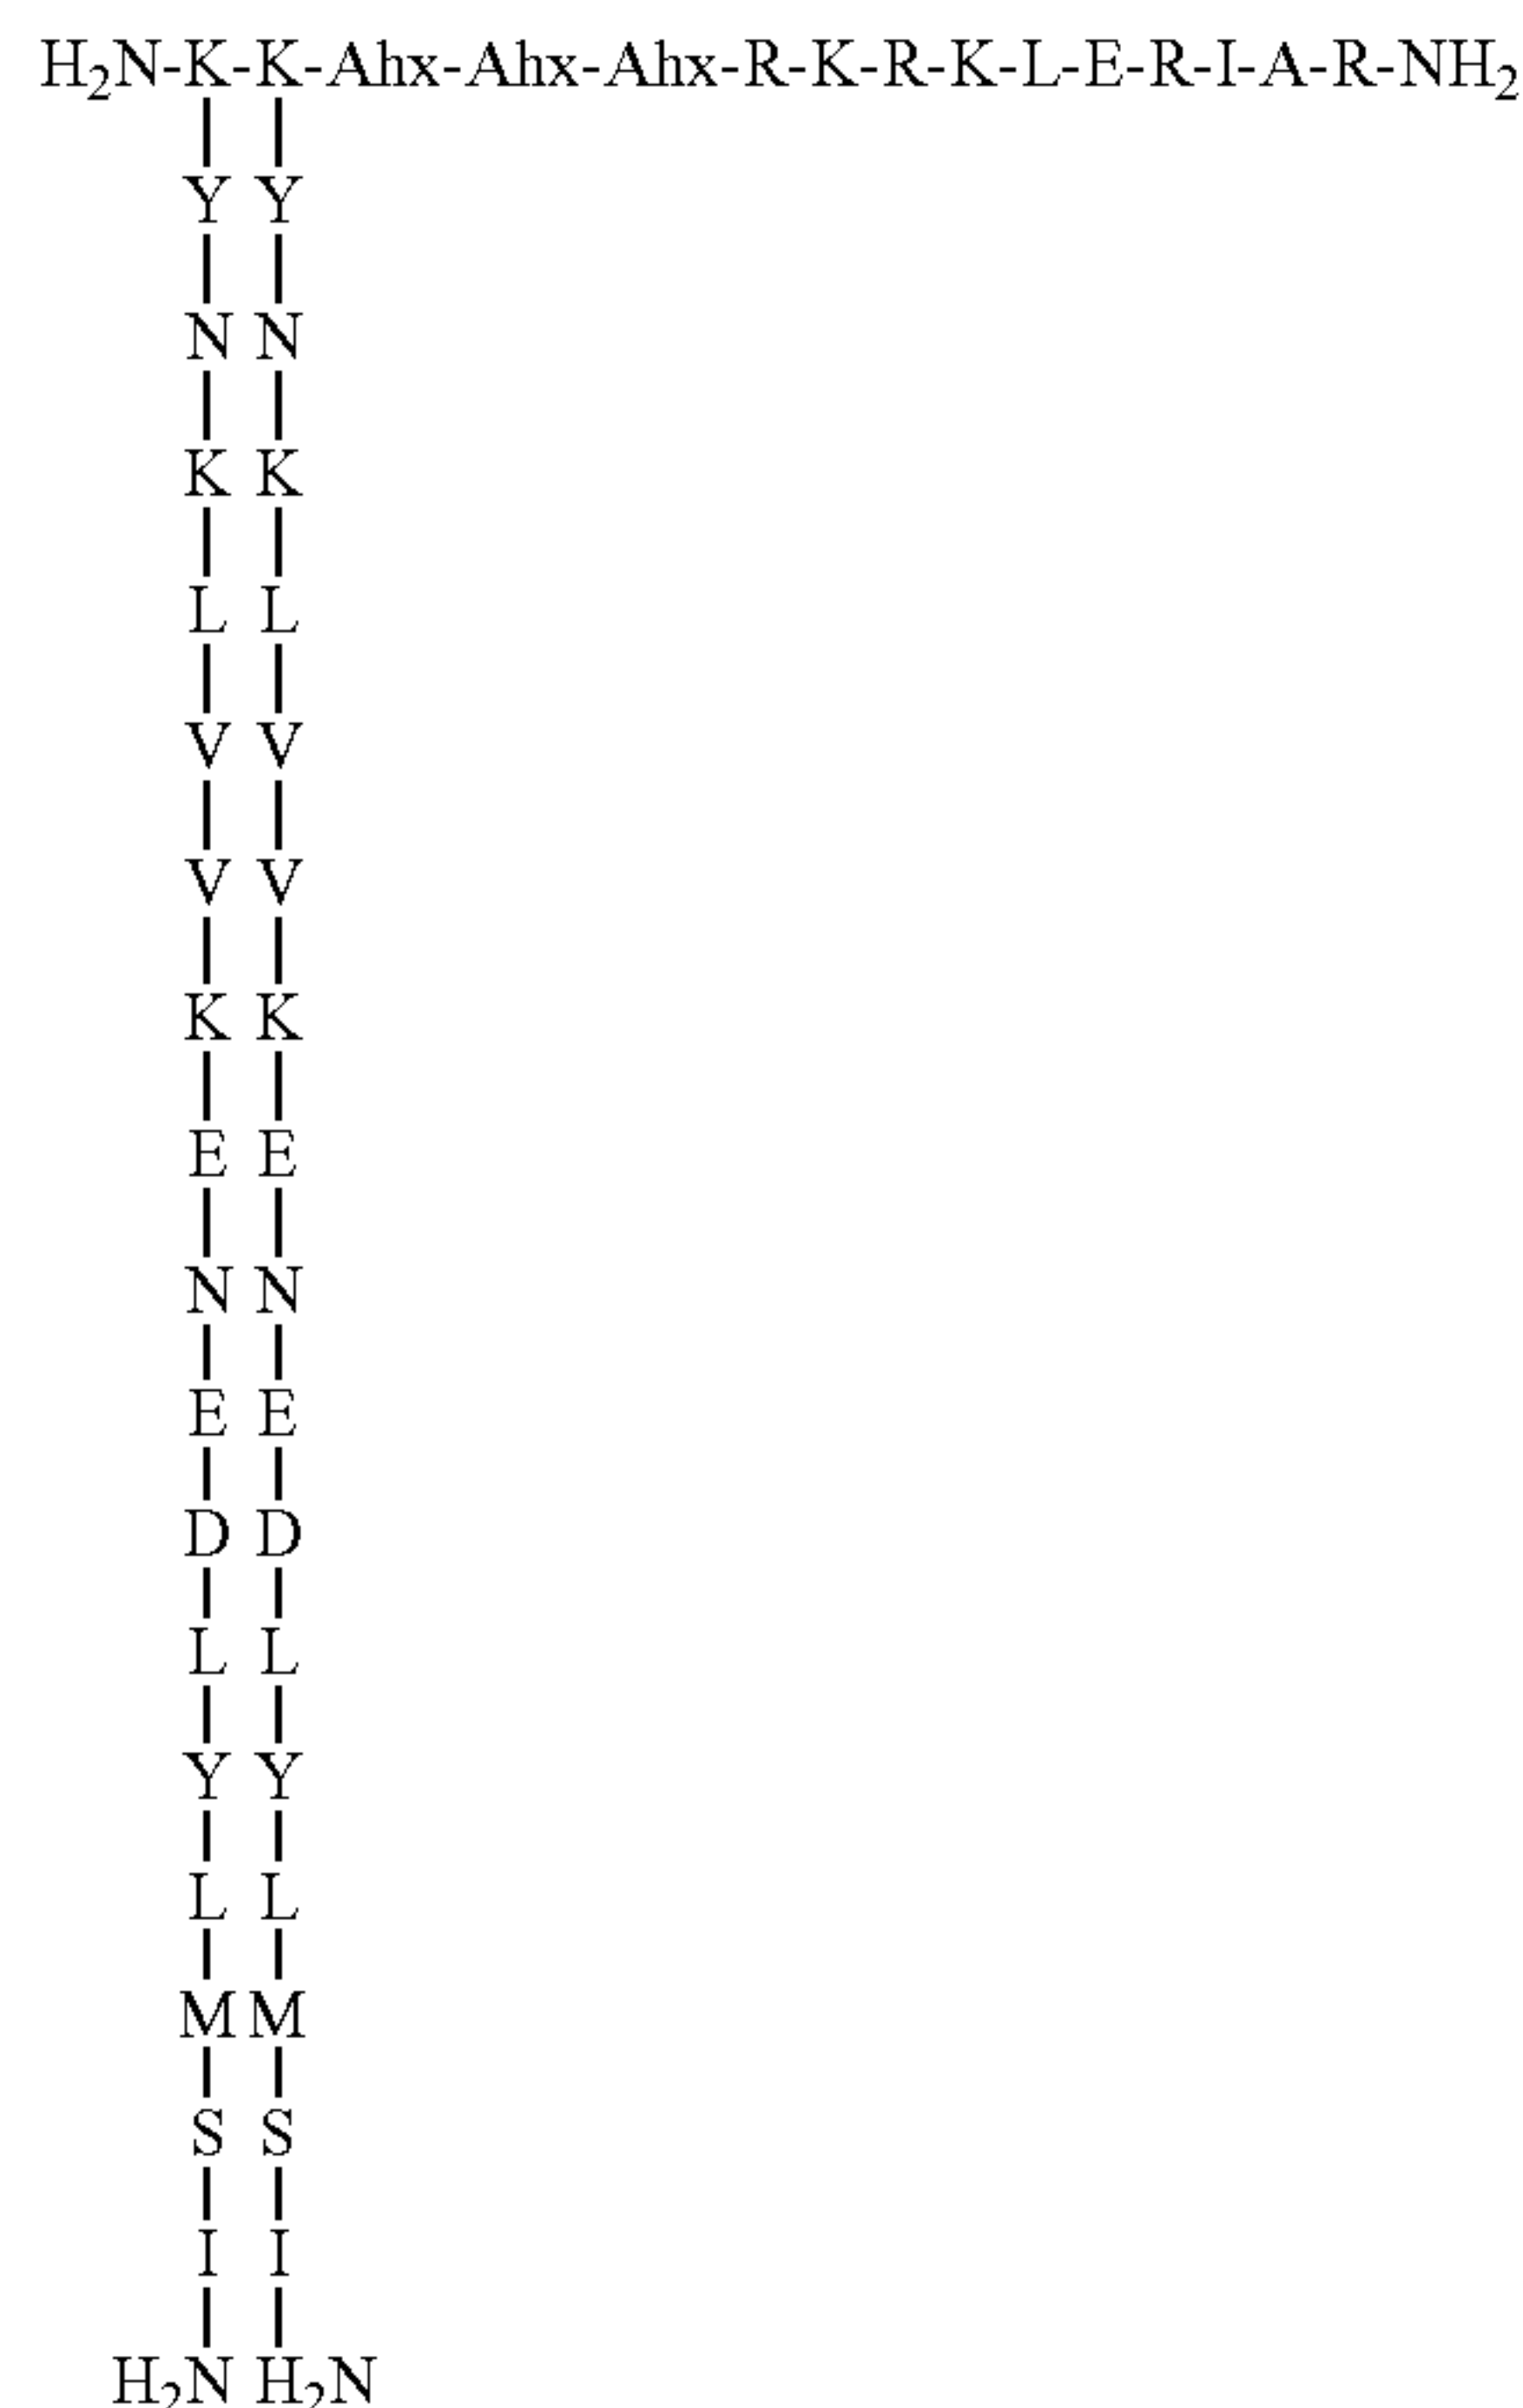 H₂N-K-K-Ahx-Ahx-Ahx-R-K-R-K-L-E-R-I-A-R-NH₂
Y Y
N N
K K
L L
V V
V V
K K
E E
N N
E E
D D
L L
Y Y
L L
M M
S S
I I
H₂N H₂N